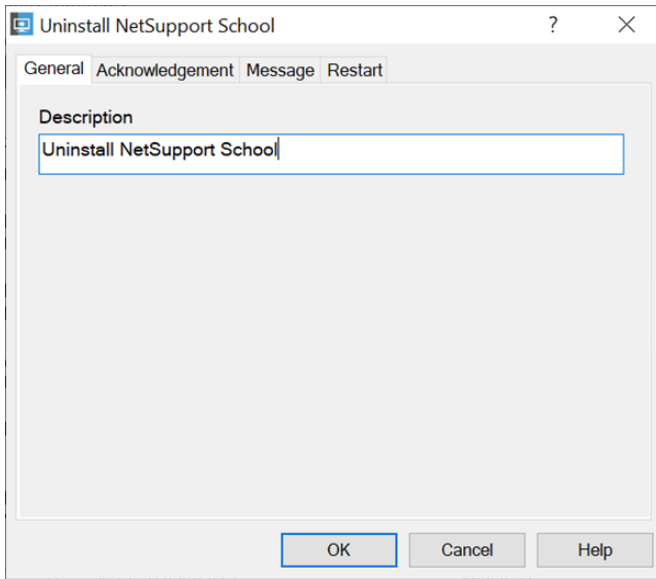 Uninstall NetSupport School ?
General Acknowledgement Message Restart
Description
Uninstall NetSupport School
OK Cancel Help